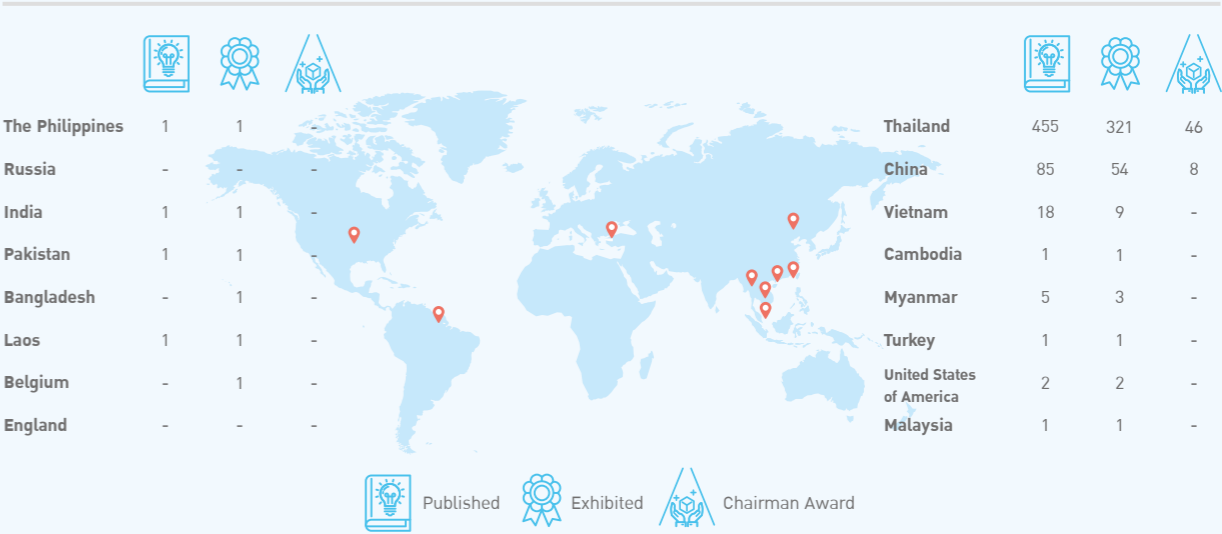 The Philippines 1 1 -
Russia - - -
India 1 1 -
Pakistan 1 1 -
Bangladesh - 1 -
Laos 1 1 -
Belgium - 1 -
England - - -
Thailand 455 321 46
China 85 54 8
Vietnam 18 9 -
Cambodia 1 1 -
Myanmar 5 3 -
Turkey 1 1 -
United States
of America 2 2 -
Malaysia 1 1 -
Published Exhibited Chairman Award